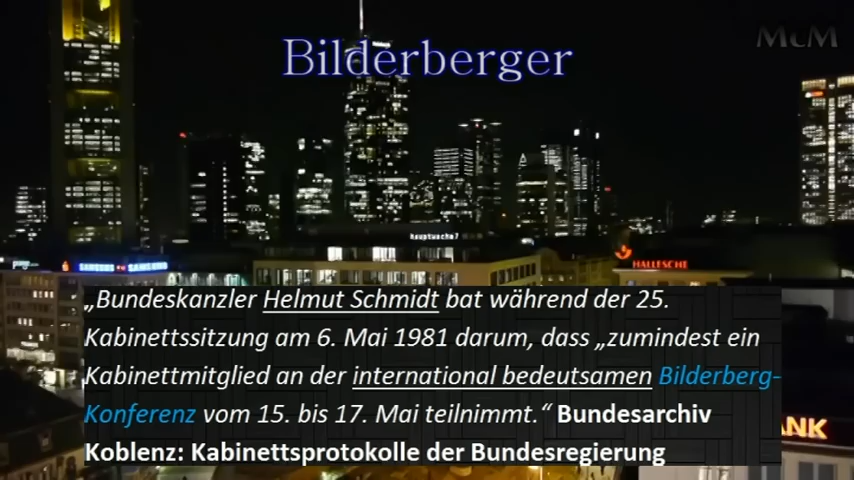 McM
Bilderberger
hauptwache 7
HALLESCHE
SAMSUNG SAMSUNG
„Bundeskanzler Helmut Schmidt bat während der 25.
Kabinettssitzung am 6. Mai 1981 darum, dass „zumindest ein
Kabinettmitglied an der international bedeutsamen Bilderberg-
Konferenz vom 15. bis 17. Mai teilnimmt.“ Bundesarchiv
Koblenz: Kabinettsprotokolle der Bundesregierung
ANK